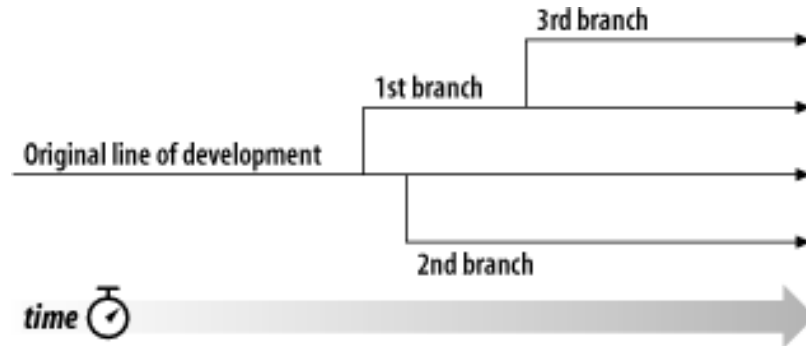 3rd branch
1st branch
Original line of development
2nd branch
time